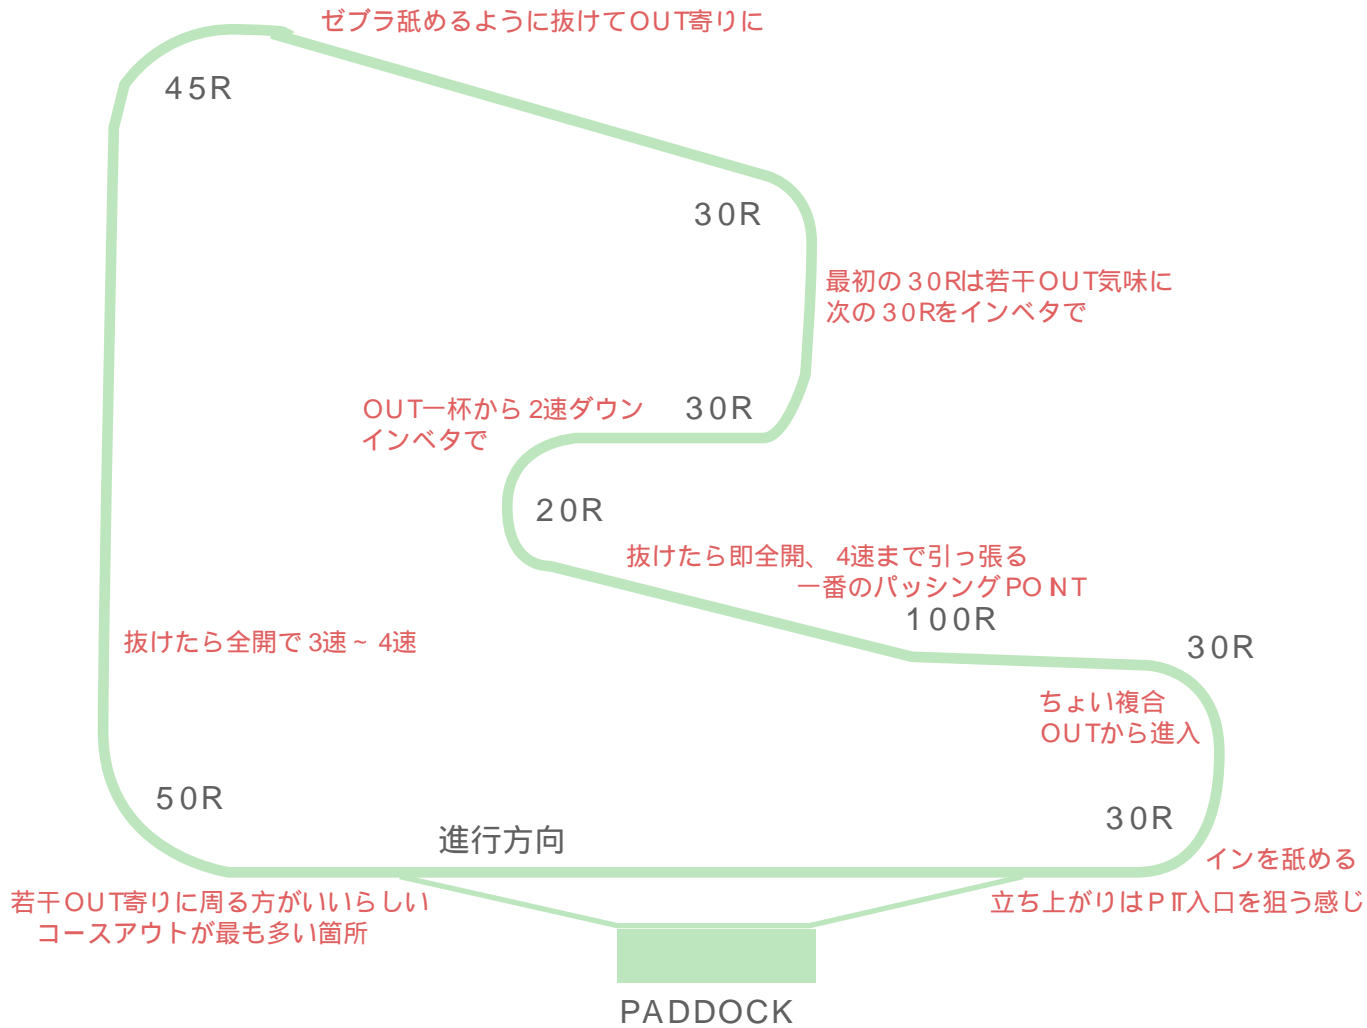 ゼブラ舐めるように抜けてOUT寄りに
45R
30R
最初の30Rは若干OUT気味に
次の30Rをインベタで
OUT一杯から2速ダウン
インベタで
30R
20R
抜けたら即全開、4速まで引っ張る
一番のパッシングPOINT
100R
30R
抜けたら全開で3速~4速
ちょい複合
OUTから進入
50R
30R
進行方向
インを舐める
若干OUT寄りに周る方がいいらしい
コースアウトが最も多い箇所
立ち上がりはPIT入口を狙う感じ
PADDOCK